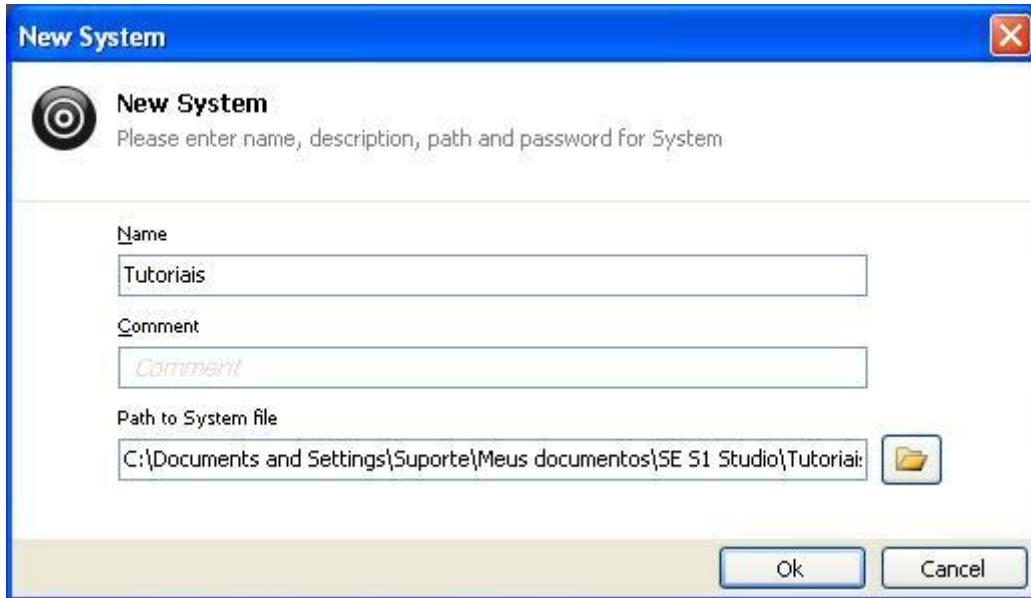 New System
New System
Please enter name, description, path and password for System
Name
Tutoriais
Comment
Comment
Path to System file
C:\Documents and Settings\Suporte\Meus documentos\SE S1 Studio\Tutoriais
Ok
Cancel